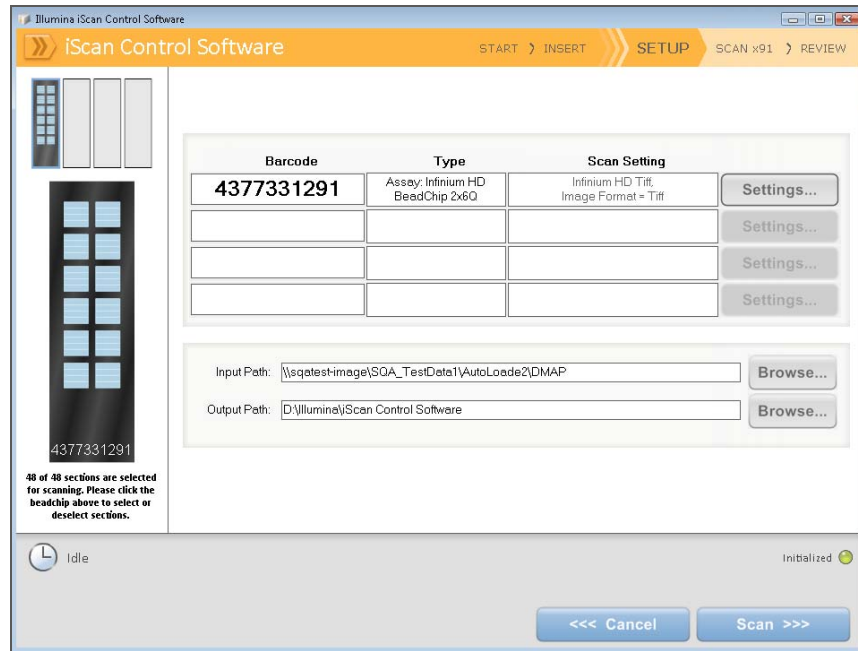 Illumina iScan Control Software
iScan Control Software
START > INSERT
SETUP
SCAN x91 > REVIEW
Barcode Type Scan Setting
4377331291
Assay: Infinium HD
BeadChip 2x6Q
Infinium HD Tiff,
Image Format = Tiff
Settings...
Settings...
Settings...
Settings...
Input Path: \\sqatest-image\SQA_TestData1\AutoLoade2\DMAP Browse...
Output Path: D:\Illumina\iScan Control Software Browse...
4377331291
48 of 48 sections are selected
for scanning. Please click the
beadchip above to select or
deselect sections.
Idle
Initialized
<<< Cancel
Scan >>>